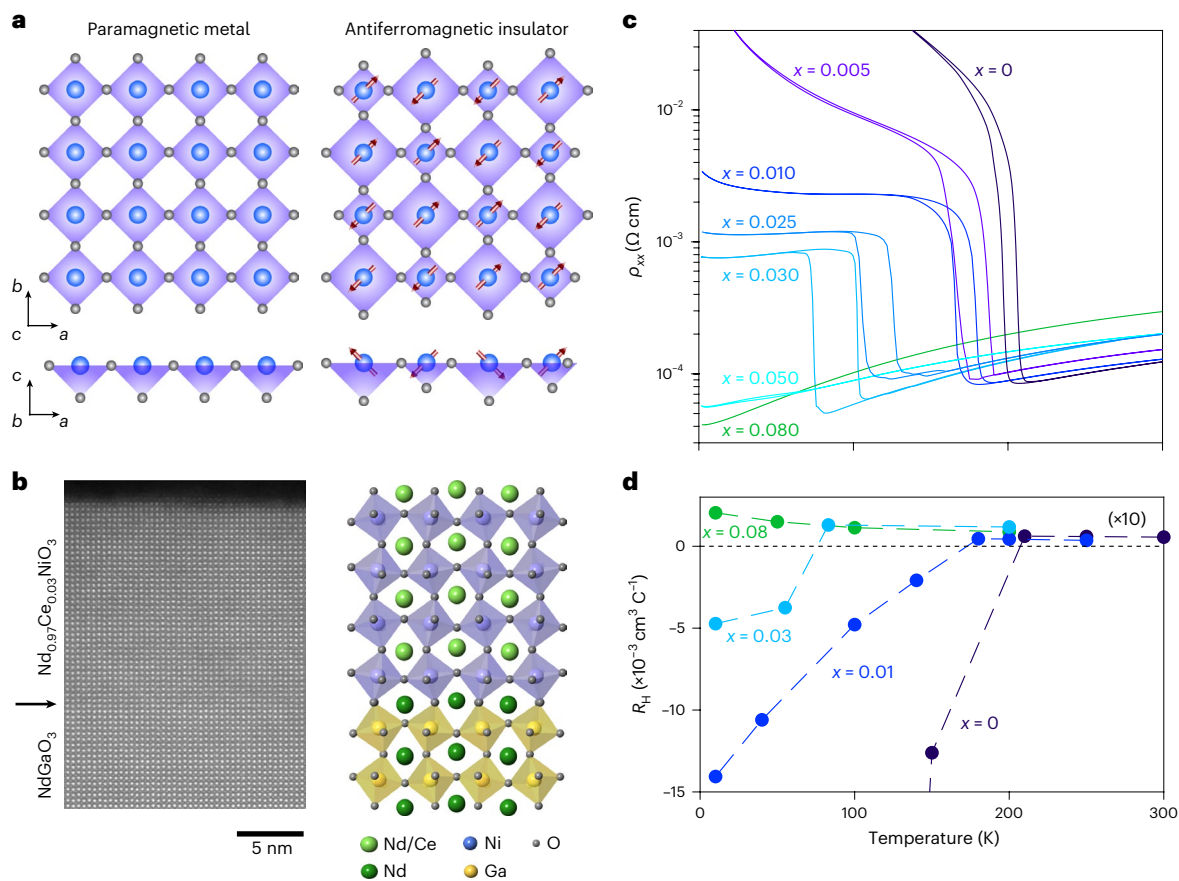 a
Paramagnetic metal
Antiferromagnetic insulator
b
c
a
c
b
a
b
Nd0.97Ce0.03NiO3
NdGaO3
5 nm
Nd/Ce
Ni
O
Nd
Ga
c
x = 0.005
x = 0
10⁻²
x = 0.010
x = 0.025
10⁻³
ρxx (Ω cm)
x = 0.030
10⁻⁴
x = 0.050
x = 0.080
d
(×10)
x = 0.08
0
x = 0.03
−5
x = 0.01
RH (×10⁻³ cm³ C⁻¹)
−10
x = 0
−15
0
100
200
300
Temperature (K)